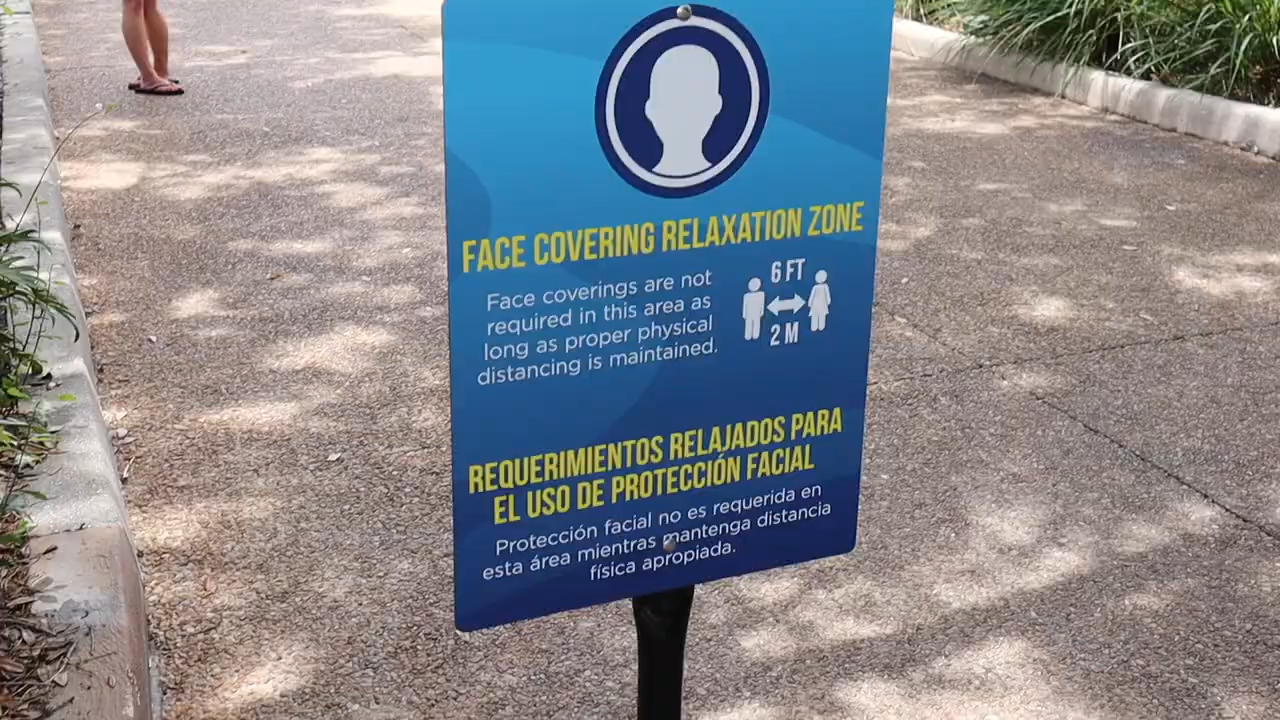 FACE COVERING RELAXATION ZONE
Face coverings are not
required in this area as
long as proper physical
distancing is maintained.
6 FT
2 M
REQUERIMIENTOS RELAJADOS PARA
EL USO DE PROTECCIÓN FACIAL
Protección facial no es requerida en
esta área mientras mantenga distancia
física apropiada.